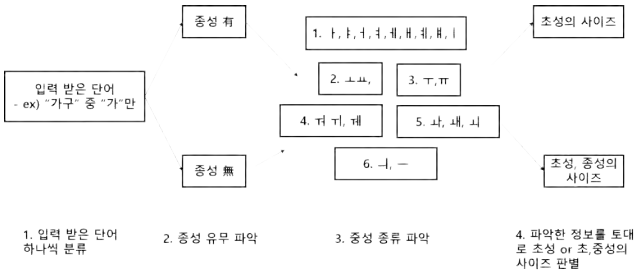 종성 有
1. ㅏ,ㅑ,ㅓ,ㅕ,ㅔ,ㅐ,ㅖ,ㅒ,ㅣ
초성의 사이즈
입력 받은 단어
- ex) "가구" 중 "가"만
2. ㅗㅛ,
3. ㅜ,ㅠ
4. ㅝ ㅟ, ㅞ
5. ㅘ, ㅙ, ㅚ
6. ㅢ, ㅡ
종성 無
초성, 종성의
사이즈
1. 입력 받은 단어
하나씩 분류
2. 종성 유무 파악
3. 중성 종류 파악
4. 파악한 정보를 토대
로 초성 or 초,중성의
사이즈 판별